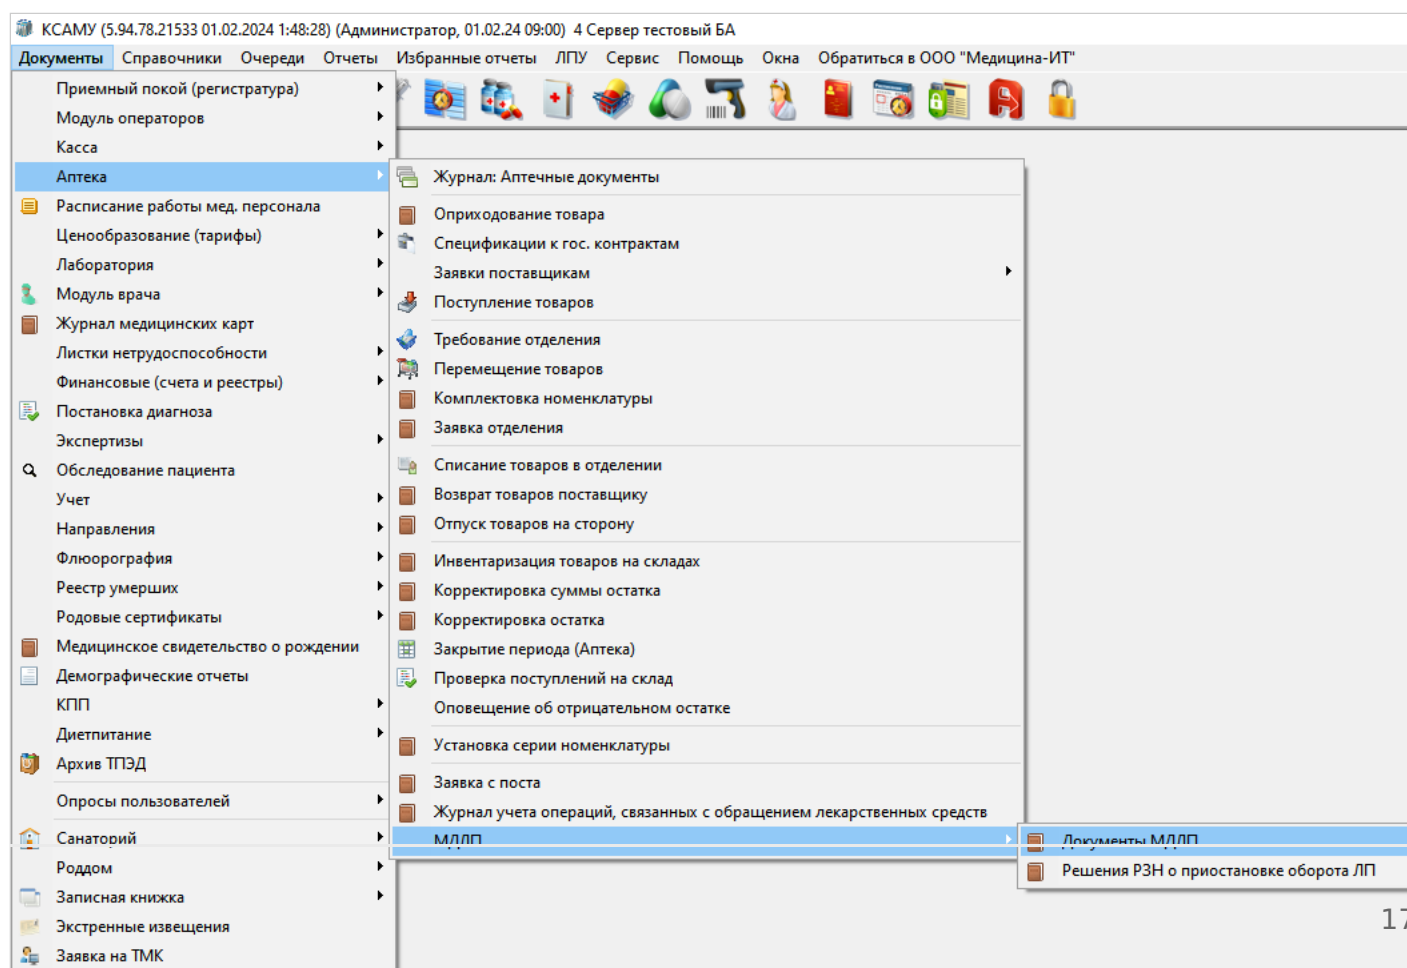 КСАМУ (5.94.78.21533 01.02.2024 1:48:28) (Администратор, 01.02.24 09:00) 4 Сервер тестовый БА
Документы Справочники Очереди Отчеты Избранные отчеты ЛПУ Сервис Помощь Окна Обратиться в ООО "Медицина-ИТ"
Приемный покой (регистратура)
Модуль операторов
Касса
Аптека
Расписание работы мед. персонала
Ценообразование (тарифы)
Лаборатория
Модуль врача
Журнал медицинских карт
Листки нетрудоспособности
Финансовые (счета и реестры)
Постановка диагноза
Экспертизы
Обследование пациента
Учет
Направления
Флюорография
Реестр умерших
Родовые сертификаты
Медицинское свидетельство о рождении
Демографические отчеты
КПП
Диетпитание
Архив ТПЭД
Опросы пользователей
Санаторий
Роддом
Записная книжка
Экстренные извещения
Заявка на ТМК
Журнал: Аптечные документы
Оприходование товара
Спецификации к гос. контрактам
Заявки поставщикам
Поступление товаров
Требование отделения
Перемещение товаров
Комплектовка номенклатуры
Заявка отделения
Списание товаров в отделении
Возврат товаров поставщику
Отпуск товаров на сторону
Инвентаризация товаров на складах
Корректировка суммы остатка
Корректировка остатка
Закрытие периода (Аптека)
Проверка поступлений на склад
Оповещение об отрицательном остатке
Установка серии номенклатуры
Заявка с поста
Журнал учета операций, связанных с обращением лекарственных средств
МДЛП
Документы МДЛП
Решения РЗН о приостановке оборота ЛП
17